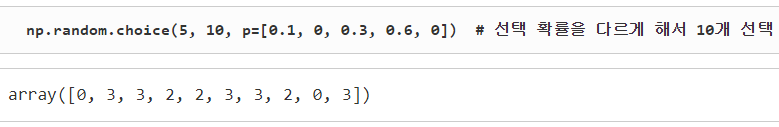 np.random.choice(5, 10, p=[0.1, 0, 0.3, 0.6, 0])  # 선택 확률을 다르게 해서 10개 선택
array([0, 3, 3, 2, 2, 3, 3, 2, 0, 3])